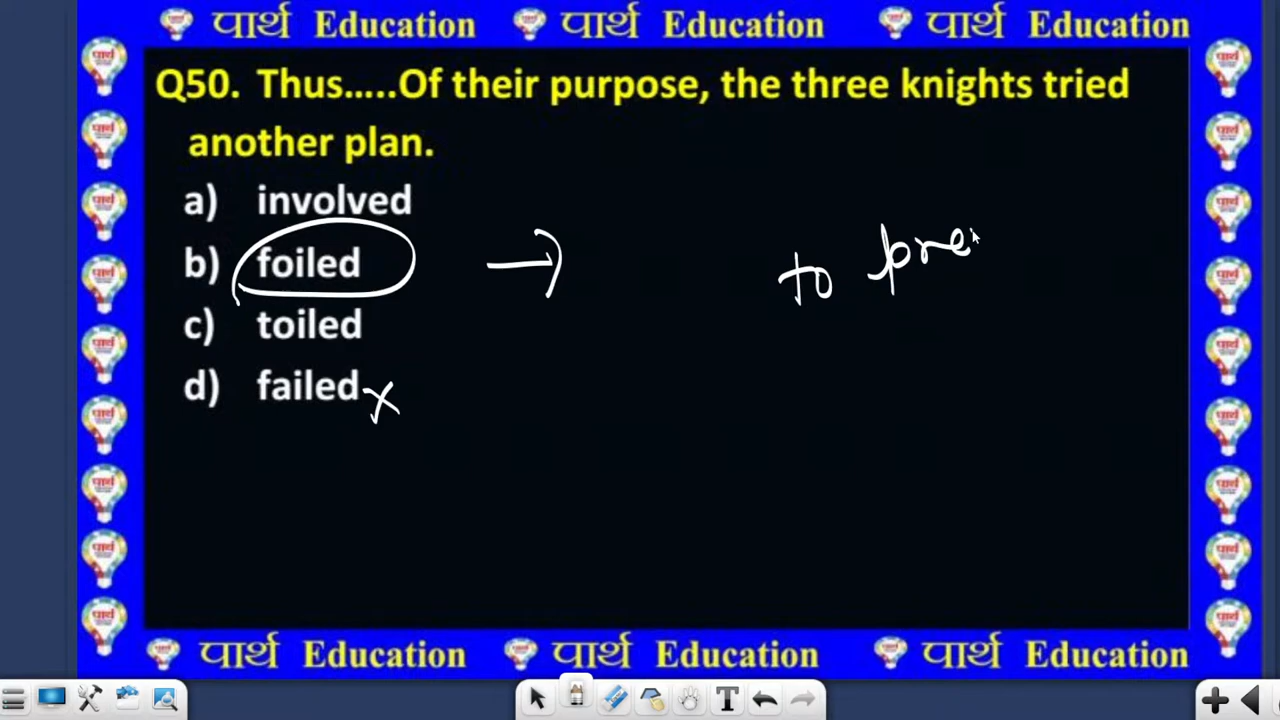 पार्थ Education पार्थ Education पार्थ Education
Q50. Thus.....Of their purpose, the three knights tried
another plan.
a) involved
b) foiled → to pre
c) toiled
d) failed x
पार्थ Education पार्थ Education पार्थ Education